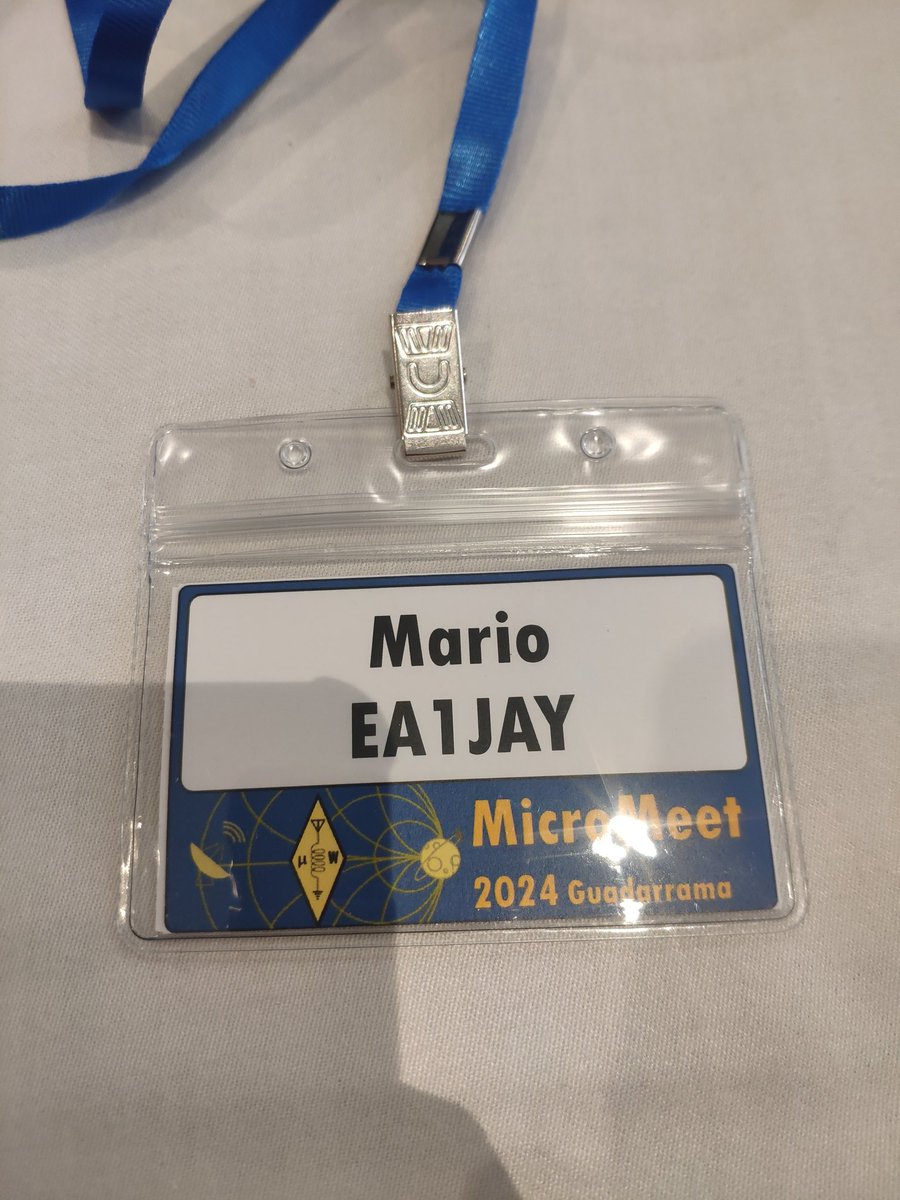 Mario
EA1JAY
µ W
MicroMeet
2024 Guadarrama